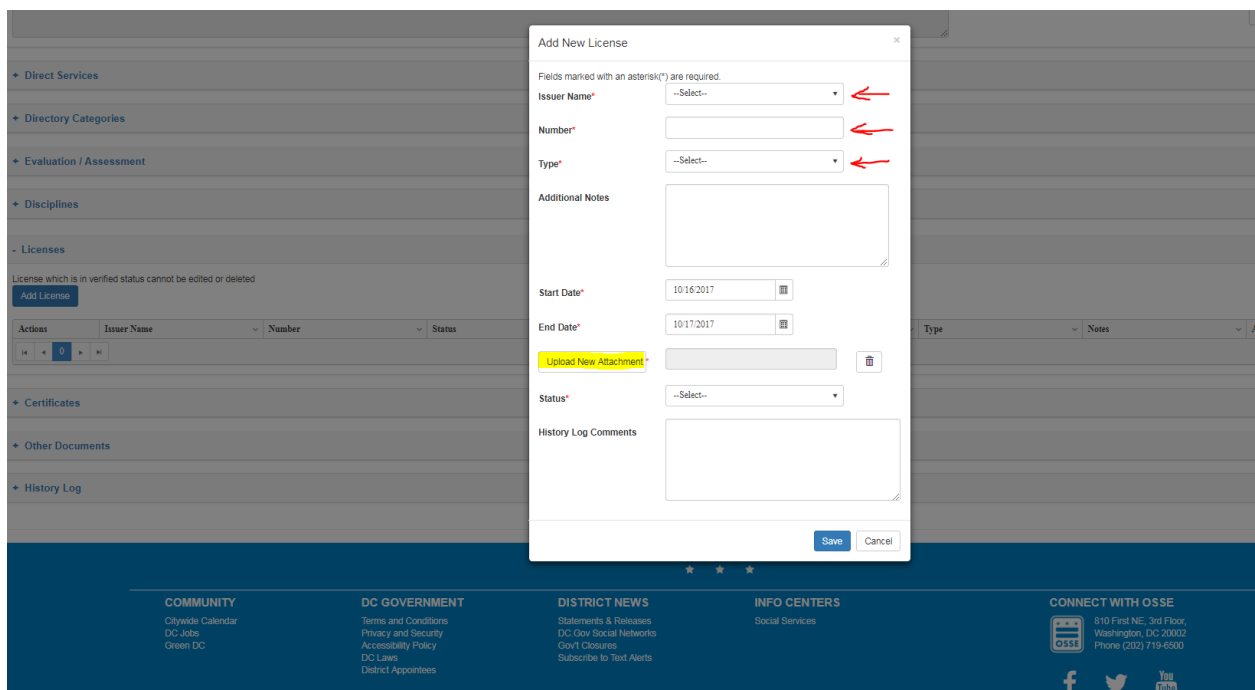 Add New License
×
Fields marked with an asterisk(*) are required.
Issuer Name*
--Select--
Number*
Type*
--Select--
Additional Notes
Start Date*
10/16/2017
End Date*
10/17/2017
Upload New Attachment *
Status*
--Select--
History Log Comments
Save
Cancel
+ Direct Services
+ Directory Categories
+ Evaluation / Assessment
+ Disciplines
- Licenses
License which is in verified status cannot be edited or deleted
Add License
Actions Issuer Name Number Status Type Notes
0
+ Certificates
+ Other Documents
+ History Log
COMMUNITY
Citywide Calendar
DC Jobs
Green DC
DC GOVERNMENT
Terms and Conditions
Privacy and Security
Accessibility Policy
DC Laws
District Appointees
DISTRICT NEWS
Statements & Releases
DC.Gov Social Networks
Gov't Closures
Subscribe to Text Alerts
INFO CENTERS
Social Services
CONNECT WITH OSSE
OSSE
810 First NE, 3rd Floor,
Washington, DC 20002
Phone (202) 719-6500
You